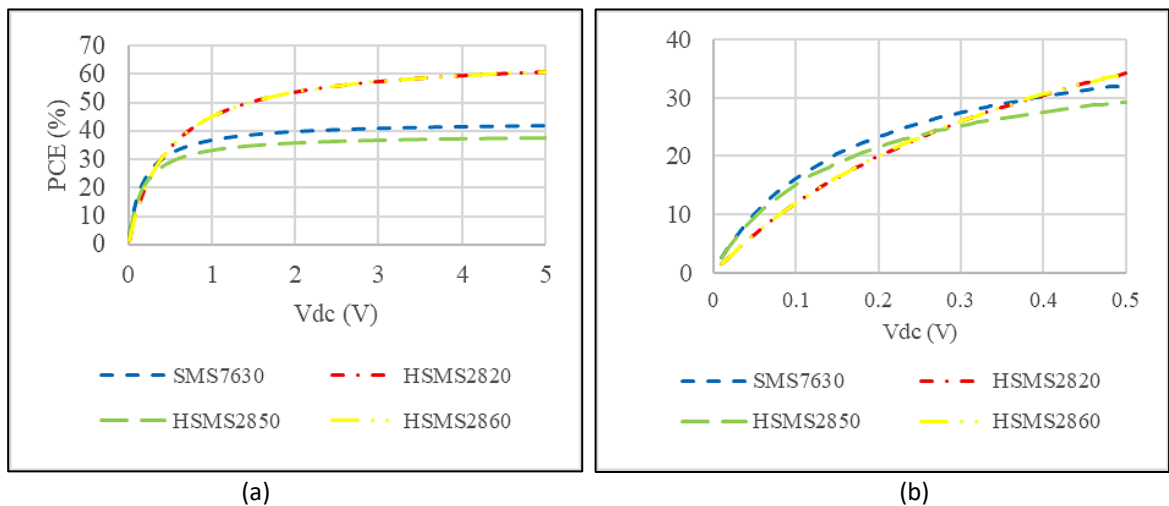 70
60
50
40
30
20
10
0
PCE (%)
0 1 2 3 4 5
Vdc (V)
SMS7630 HSMS2820
HSMS2850 HSMS2860
(a)
40
30
20
10
0
0 0.1 0.2 0.3 0.4 0.5
Vdc (V)
SMS7630 HSMS2820
HSMS2850 HSMS2860
(b)